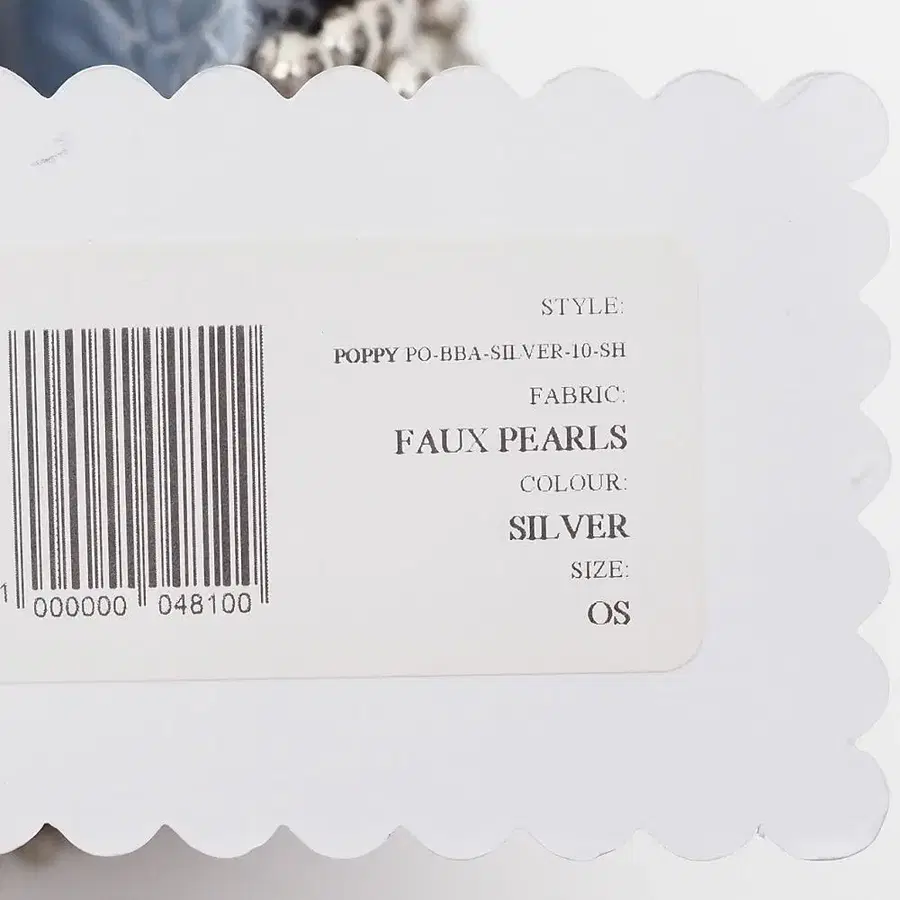 STYLE:
POPPY PO-BBA-SILVER-10-SH
FABRIC:
FAUX PEARLS
COLOUR:
SILVER
SIZE:
OS
1 000000 048100